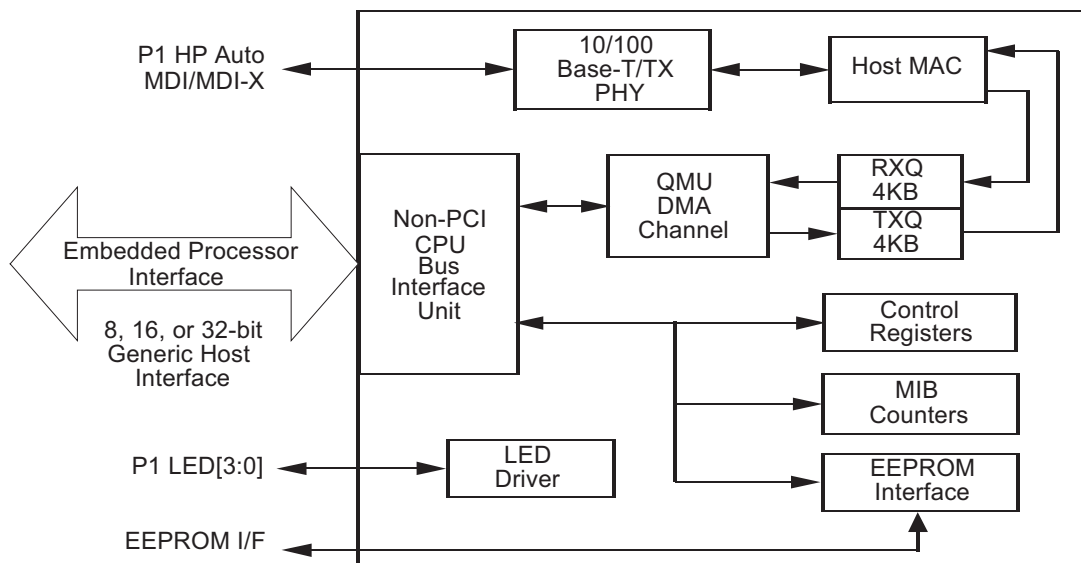 P1 HP Auto
MDI/MDI-X
10/100
Base-T/TX
PHY
Host MAC
Embedded Processor
Interface
8, 16, or 32-bit
Generic Host
Interface
Non-PCI
CPU
Bus
Interface
Unit
QMU
DMA
Channel
RXQ
4KB
TXQ
4KB
Control
Registers
MIB
Counters
P1 LED[3:0]
LED
Driver
EEPROM
Interface
EEPROM I/F